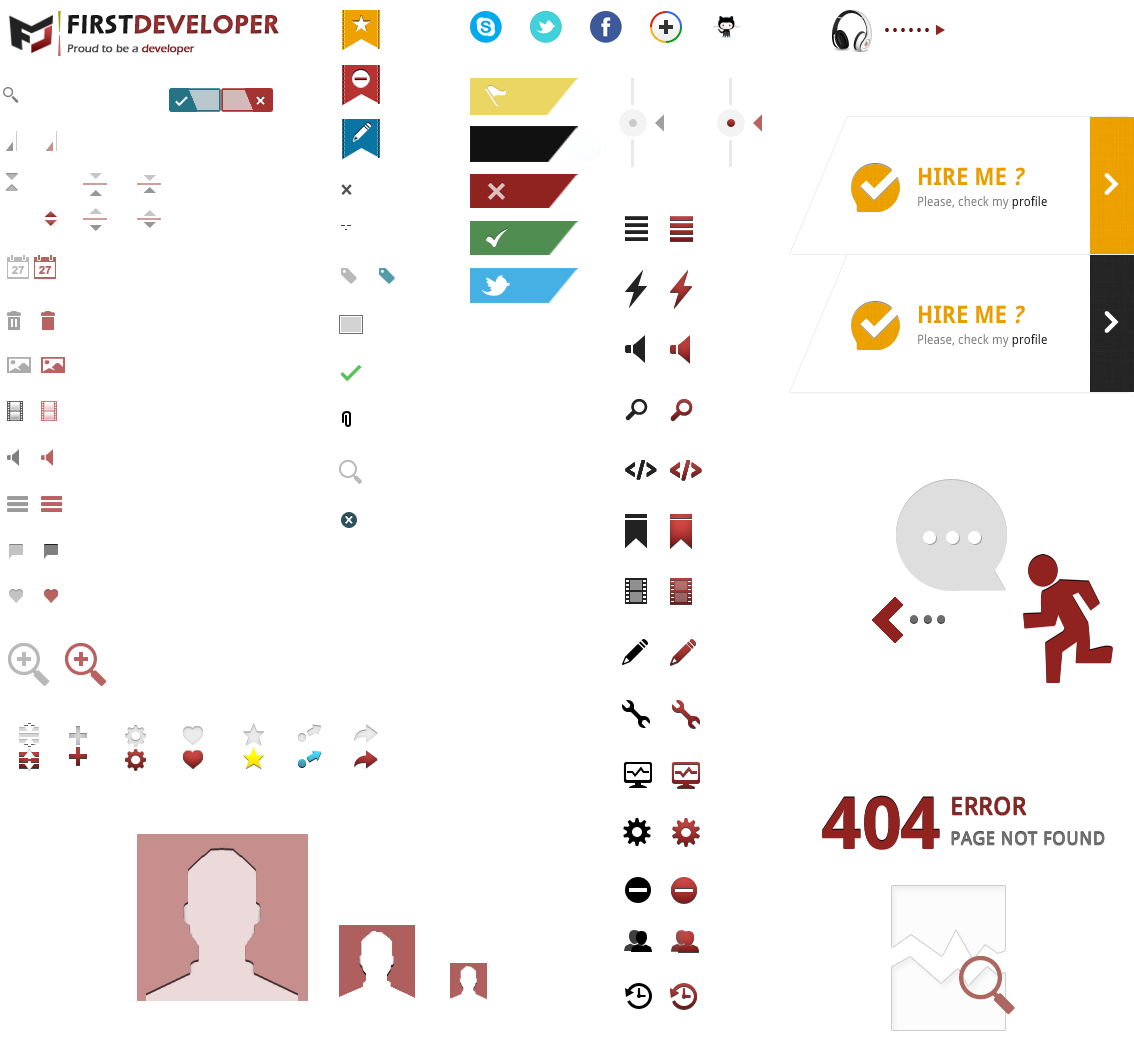 FIRSTDEVELOPER
Proud to be a developer
27 27
HIRE ME ?
Please, check my profile
HIRE ME ?
Please, check my profile
404 ERROR
PAGE NOT FOUND